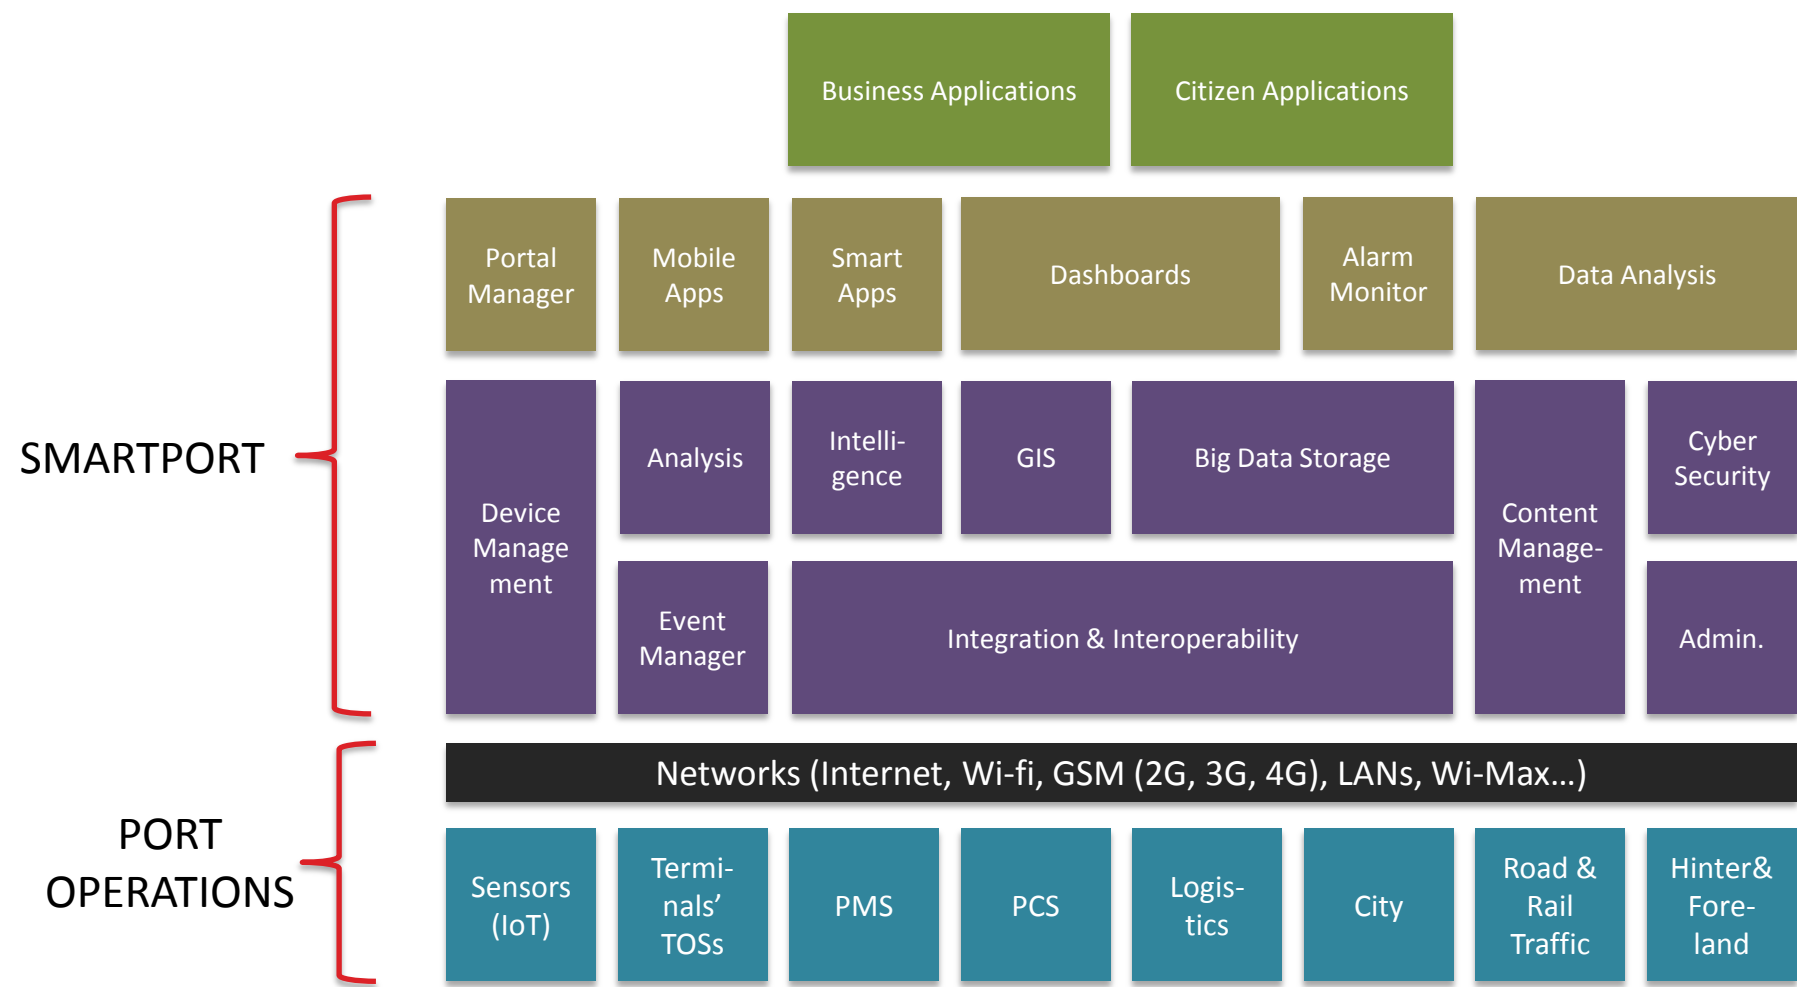 Business Applications
Citizen Applications
Portal
Manager
Mobile
Apps
Smart
Apps
Dashboards
Alarm
Monitor
Data Analysis
SMARTPORT
Device
Manage
ment
Analysis
Intelli-
gence
GIS
Big Data Storage
Content
Manage-
ment
Cyber
Security
Event
Manager
Integration & Interoperability
Admin.
PORT
OPERATIONS
Networks (Internet, Wi-fi, GSM (2G, 3G, 4G), LANs, Wi-Max...)
Sensors
(IoT)
Termi-
nals’
TOSs
PMS
PCS
Logis-
tics
City
Road &
Rail
Traffic
Hinter&
Fore-
land